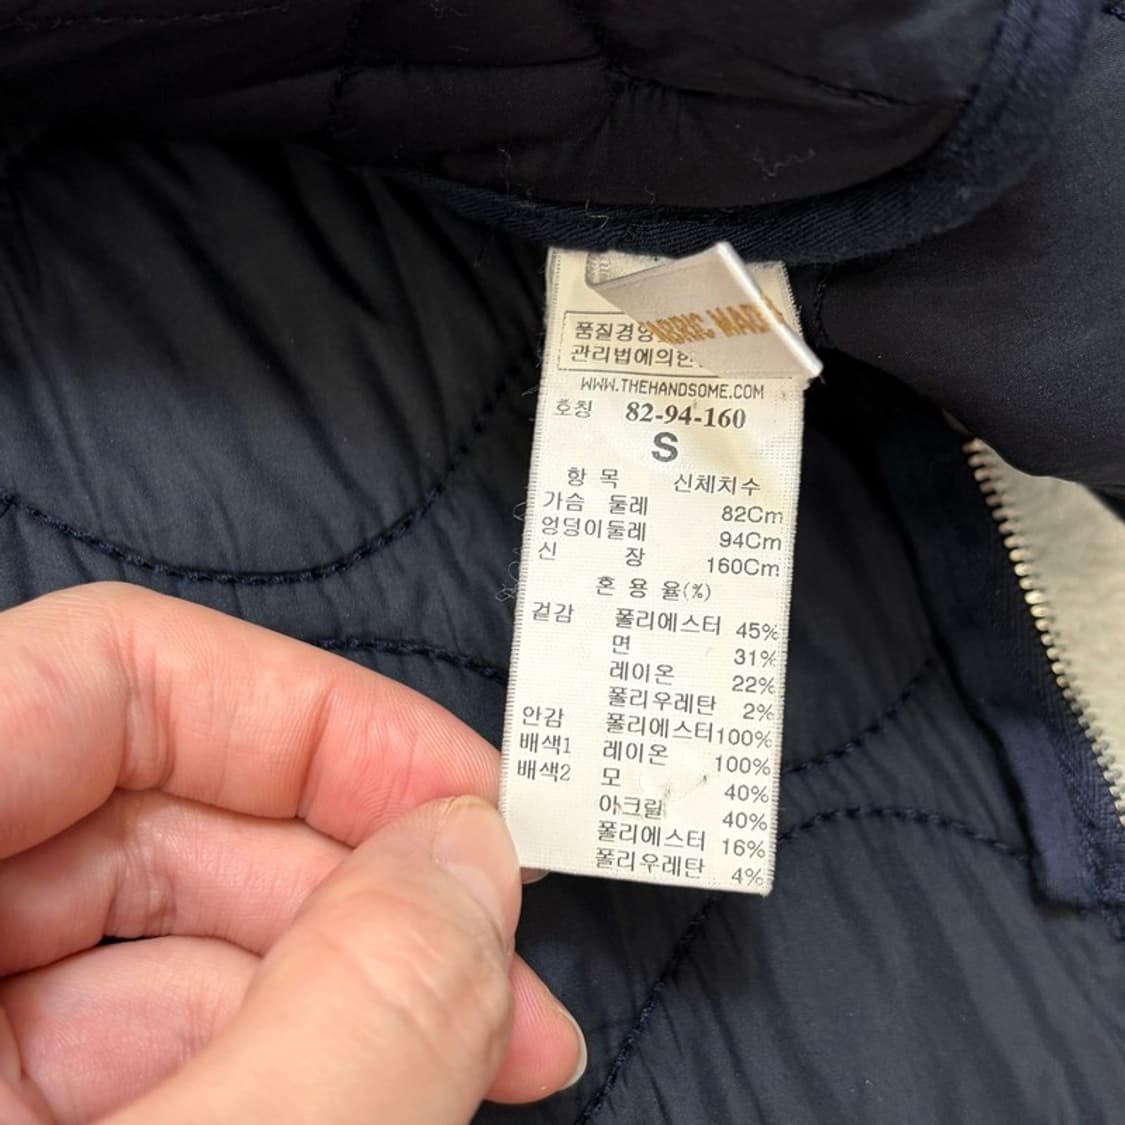 품질경영
FABRIC MADE
관리법에의한
WWW.THEHANDSOME.COM
호칭 82-94-160
S
항 목 신체치수
가슴 둘레 82Cm
엉덩이둘레 94Cm
신 장 160Cm
혼 용 율(%)
겉감 폴리에스터 45%
면 31%
레이온 22%
폴리우레탄 2%
안감 폴리에스터 100%
배색1 레이온 100%
배색2 모 40%
아크릴 40%
폴리에스터 16%
폴리우레탄 4%